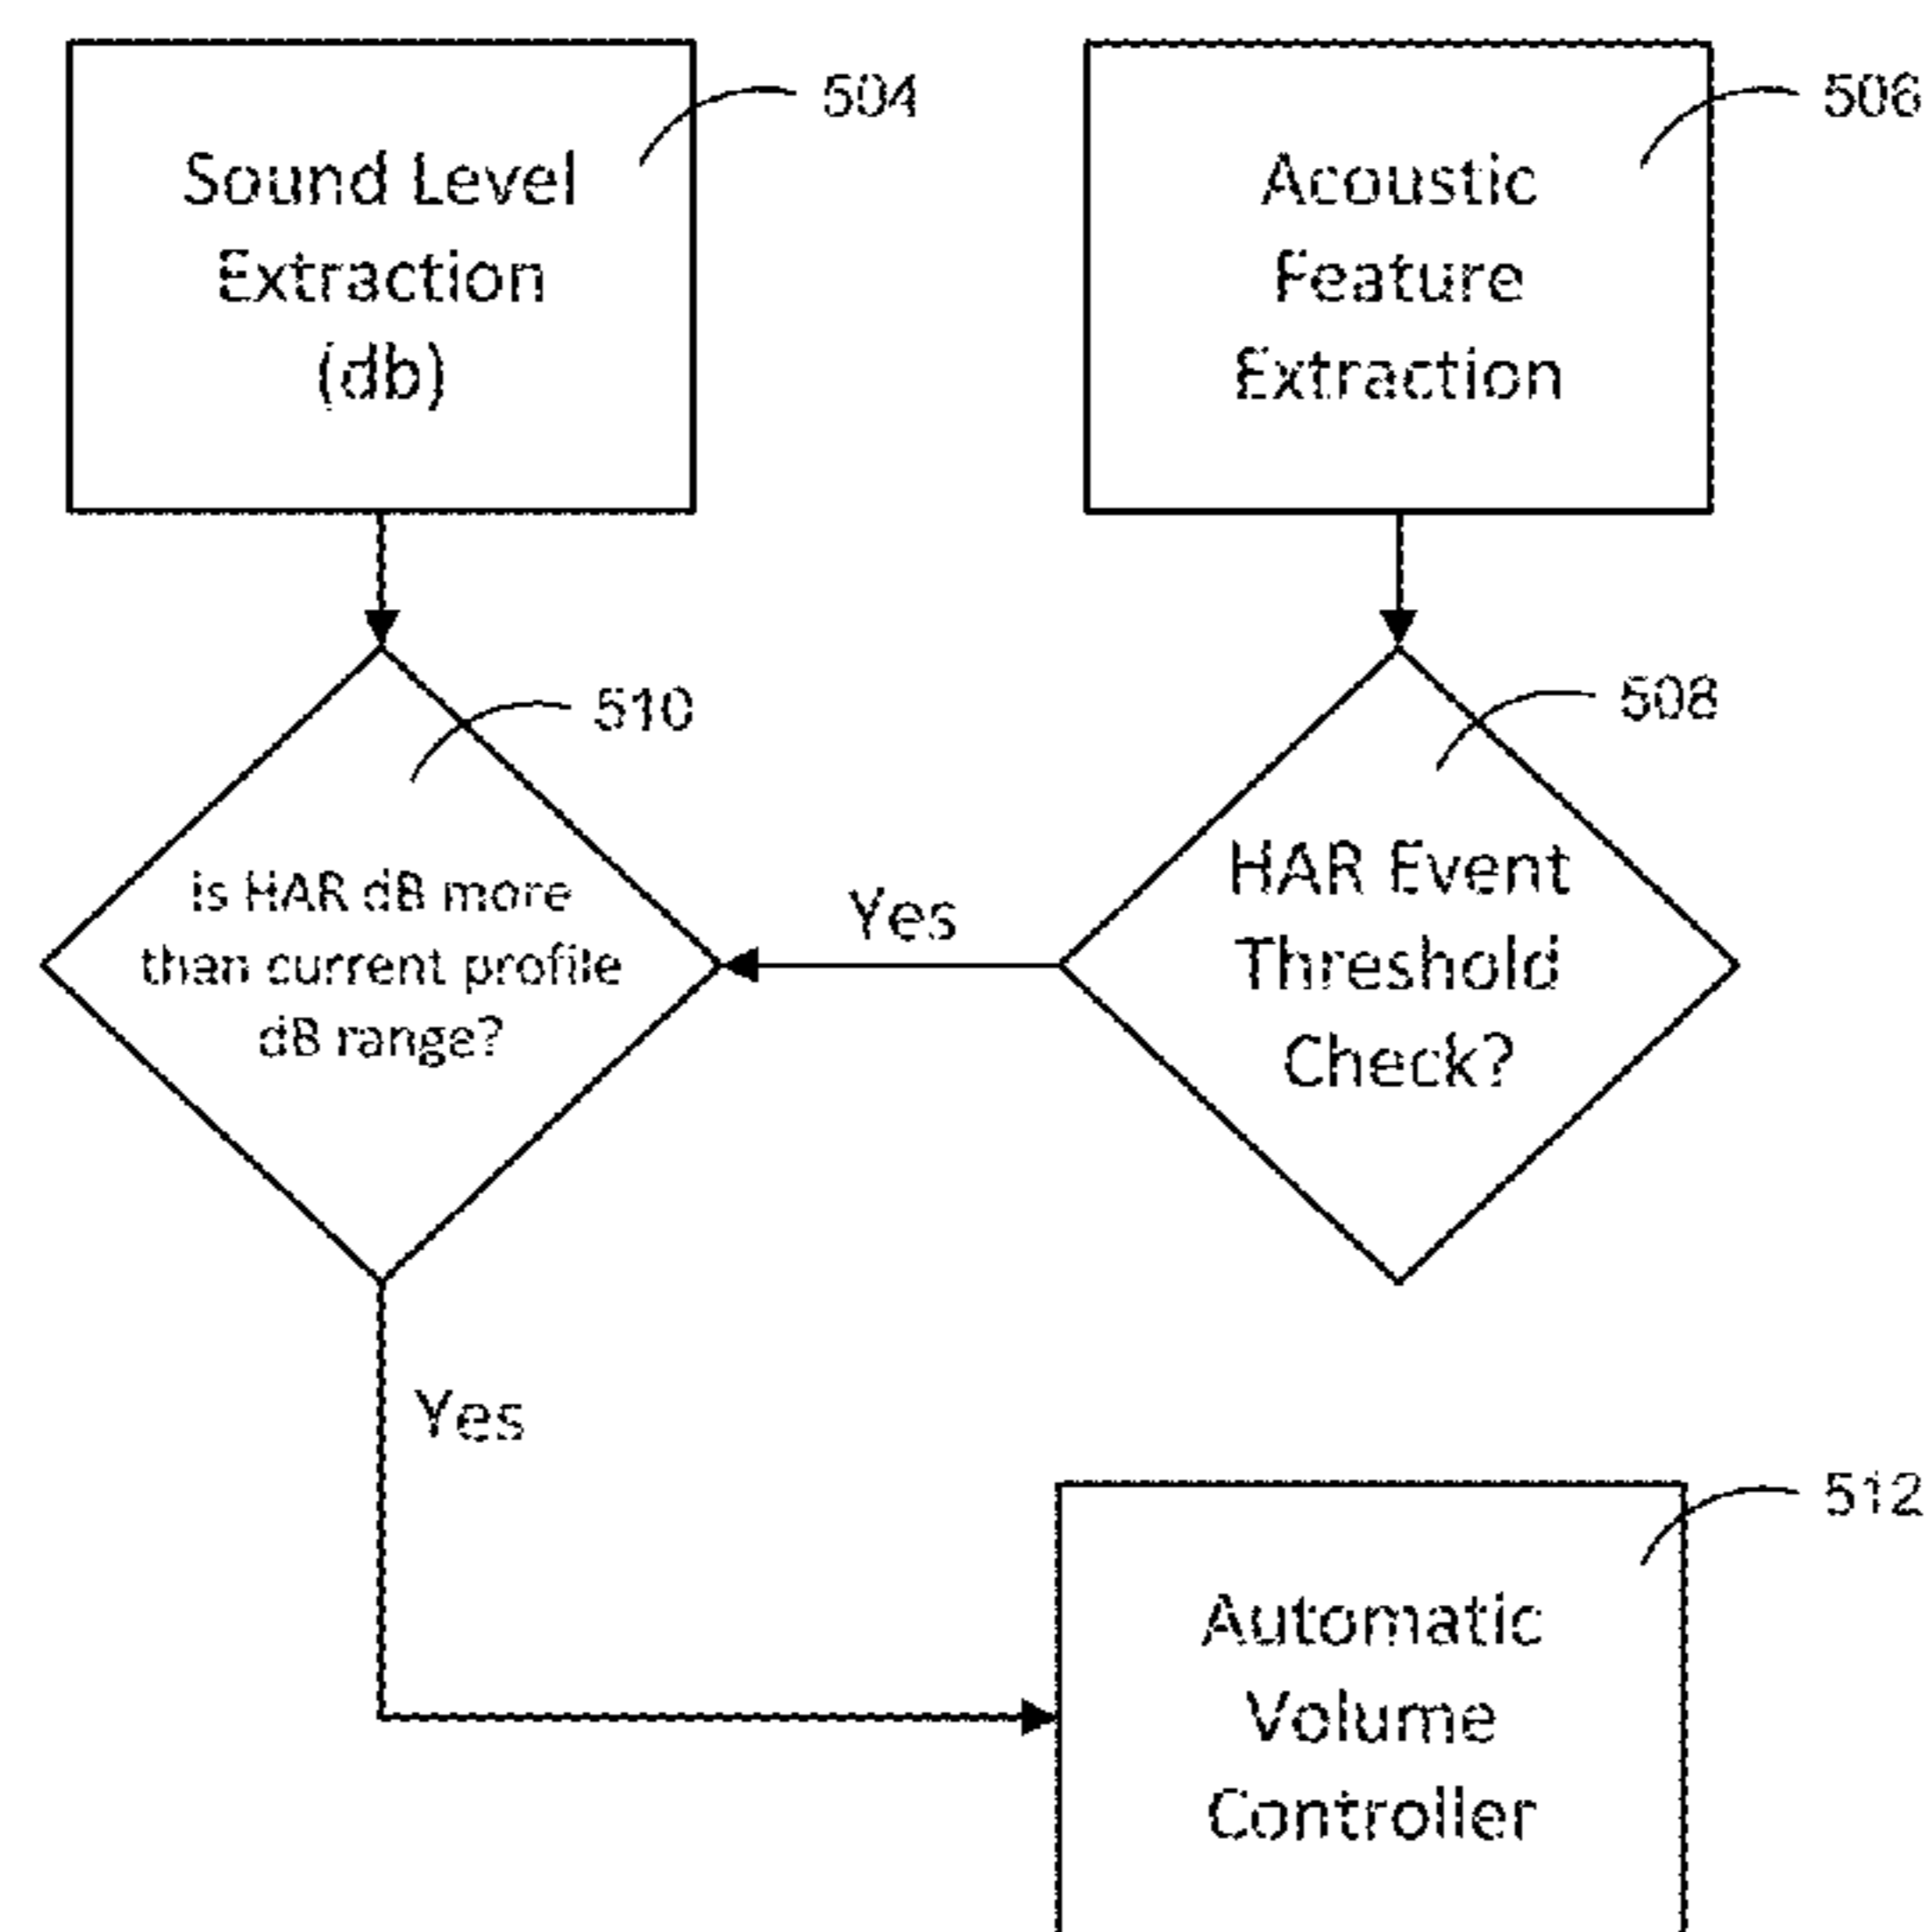 504
Sound Level
Extraction
(db)
506
Acoustic
Feature
Extraction
510
is HAR dB more
than current profile
dB range?
Yes
508
HAR Event
Threshold
Check?
Yes
512
Automatic
Volume
Controller